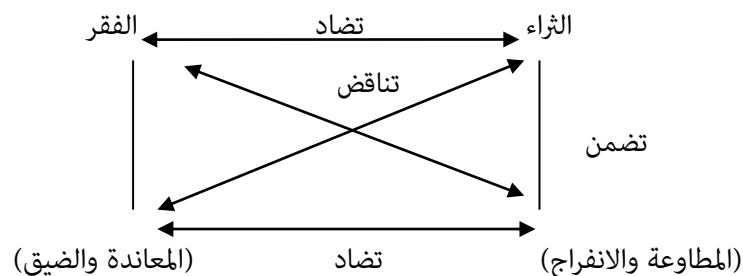 الثراء تضاد الفقر
تناقض
تضمن
(المطاوعة والانفراج) تضاد (المعاندة والضيق)